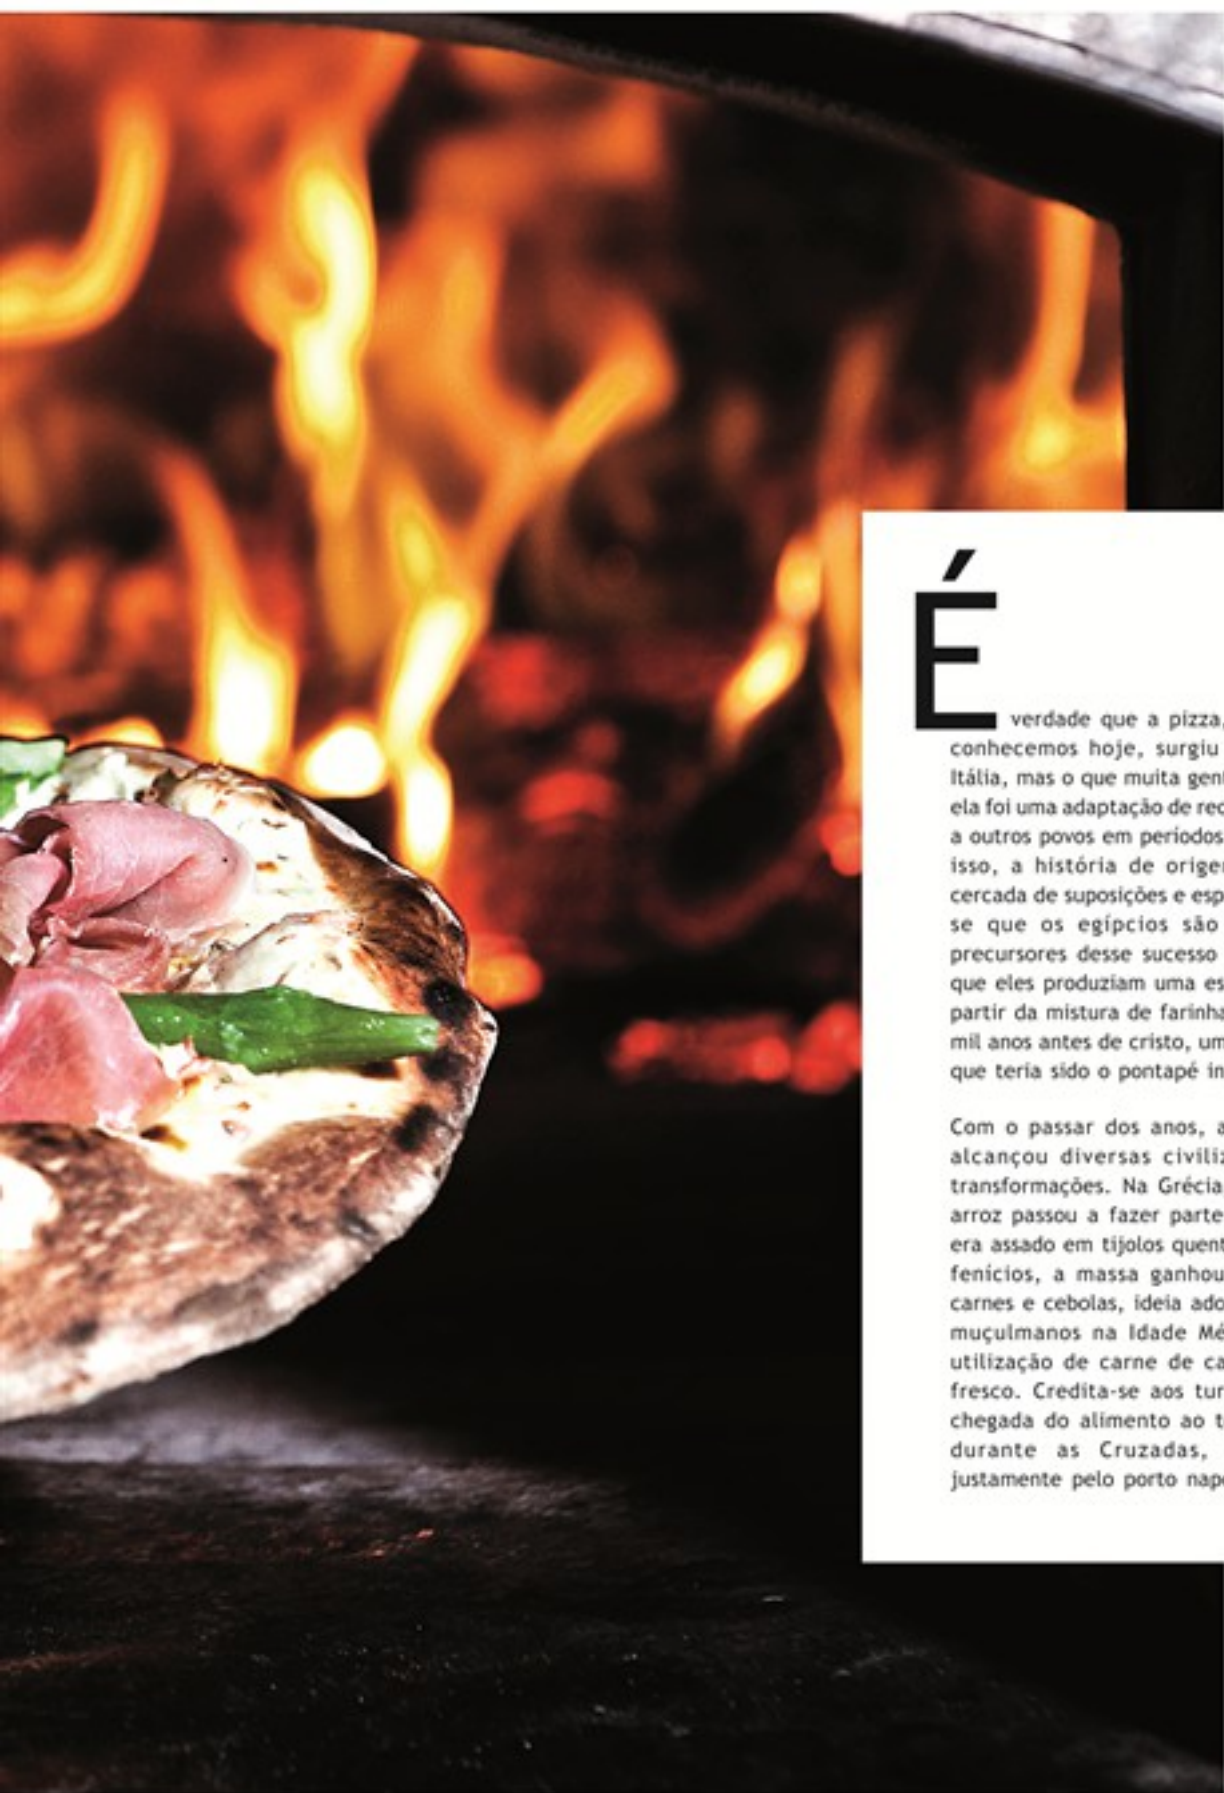 É
verdade que a pizza,
conhecemos hoje, surgiu
Itália, mas o que muita gent
ela foi uma adaptação de rec
a outros povos em períodos
isso, a história de origer
cercada de suposições e esp
se que os egípcios são
precursores desse sucesso
que eles produziam uma es
partir da mistura de farinha
mil anos antes de cristo, um
que teria sido o pontapé in
Com o passar dos anos, a
alcançou diversas civiliz
transformações. Na Grécia
arroz passou a fazer parte
era assado em tijolos quent
fenícios, a massa ganhou
carnes e cebolas, ideia ado
muçulmanos na Idade Mé
utilização de carne de ca
fresco. Credita-se aos tur
chegada do alimento ao t
durante as Cruzadas,
justamente pelo porto napo